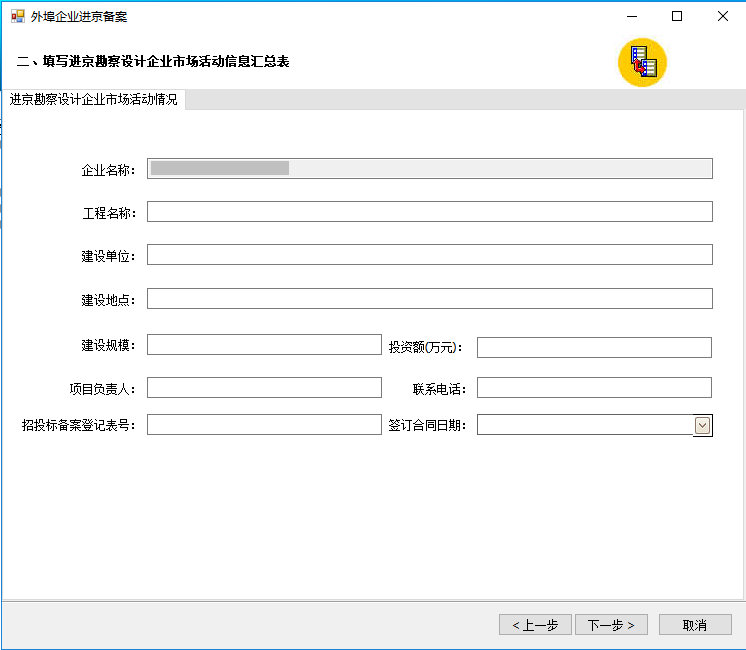 外埠企业进京备案
二、填写进京勘察设计企业市场活动信息汇总表
进京勘察设计企业市场活动情况
企业名称：
工程名称：
建设单位：
建设地点：
建设规模： 投资额(万元)：
项目负责人： 联系电话：
招投标备案登记表号： 签订合同日期：
< 上一步 下一步 > 取消